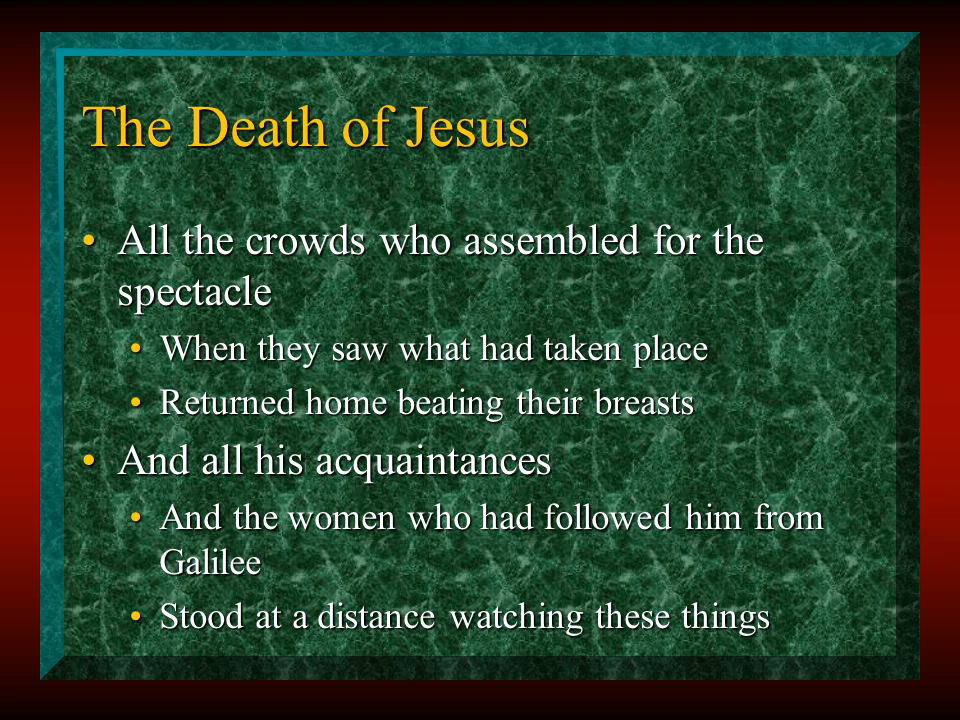 The Death of Jesus
• All the crowds who assembled for the
spectacle
• When they saw what had taken place
• Returned home beating their breasts
• And all his acquaintances
• And the women who had followed him from
Galilee
• Stood at a distance watching these things